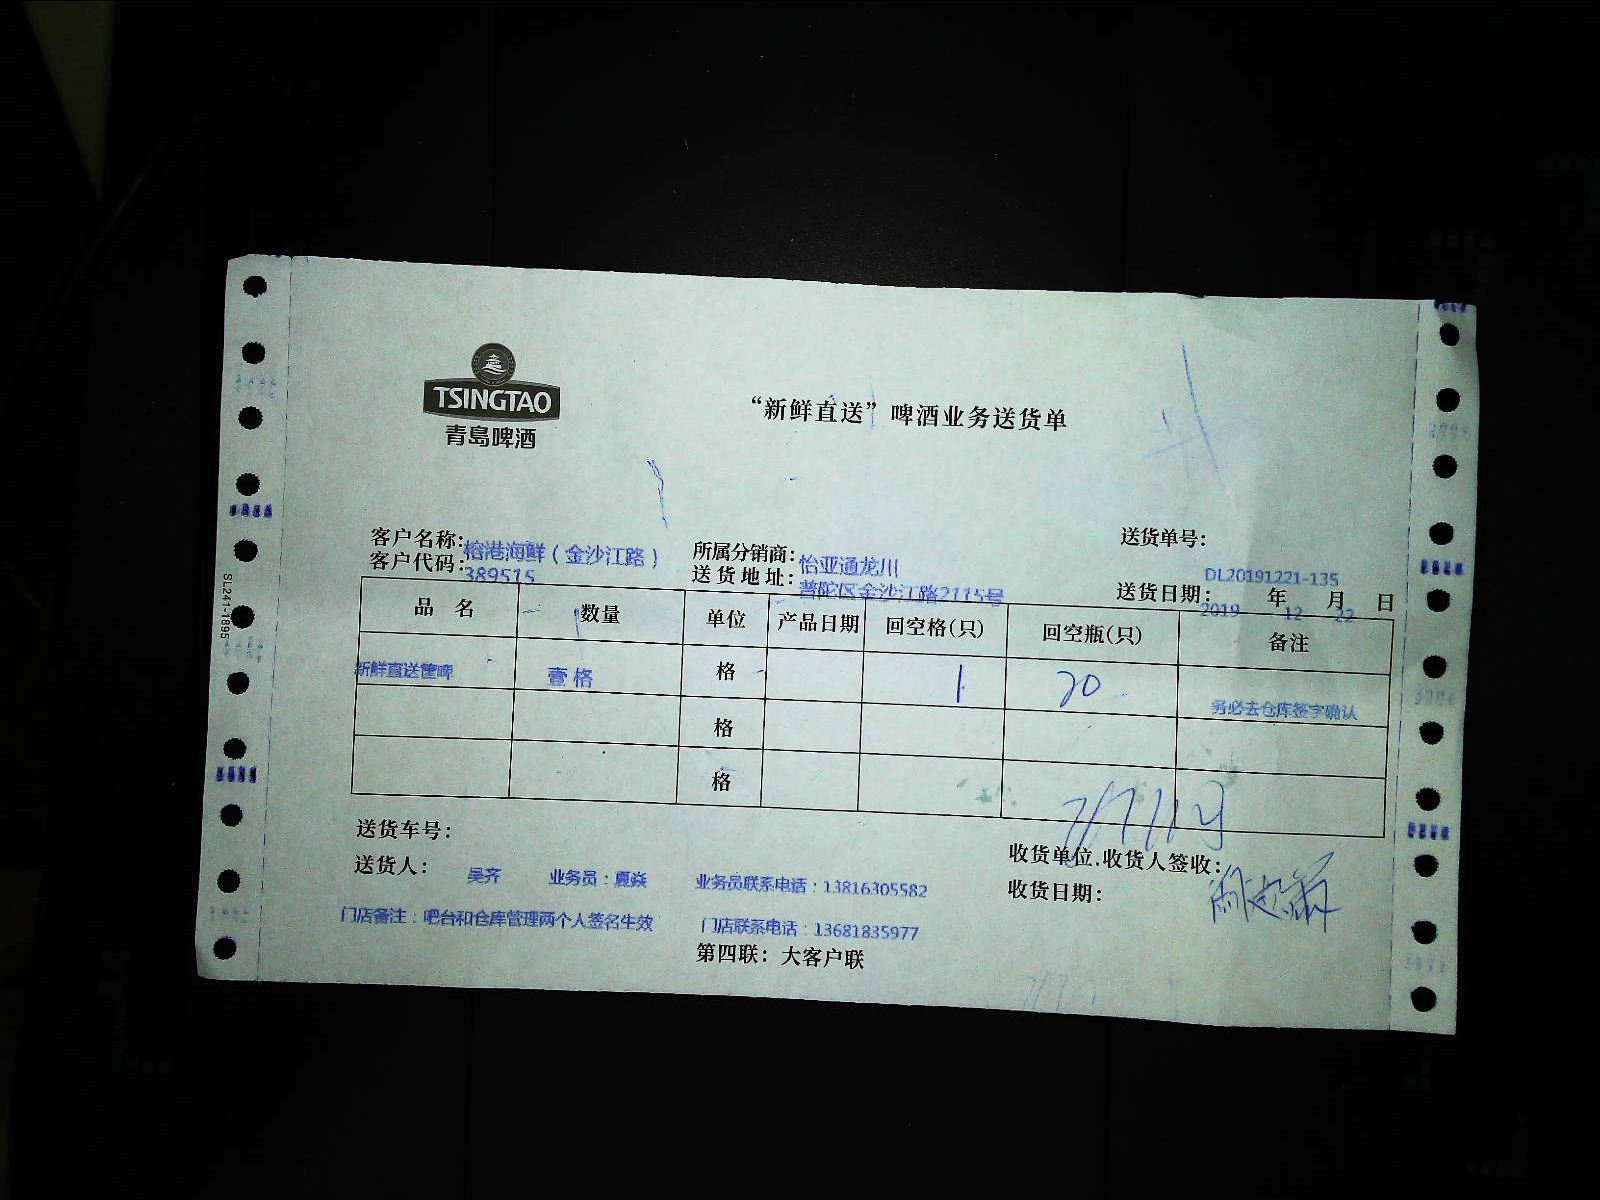 TSINGTAO
青島啤酒
“新鲜直送”啤酒业务送货单
客户名称：榕港海鲜（金沙江路） 所属分销商：怡亚通龙川 送货单号：DL20191221-135
客户代码：389515 送货地址：普陀区金沙江路2115号 送货日期：2019年12月22日
品名 数量 单位 产品日期 回空格(只) 回空瓶(只) 备注
新鲜直送筐啤 壹格 格 1 20 务必去仓库签字确认
格
格
送货车号：
收货单位.收货人签收：
送货人：吴齐 业务员：夏焱 业务员联系电话：13816305582 收货日期：
门店备注：吧台和仓库管理两个人签名生效 门店联系电话：13681835977
第四联：大客户联
SL241-1895